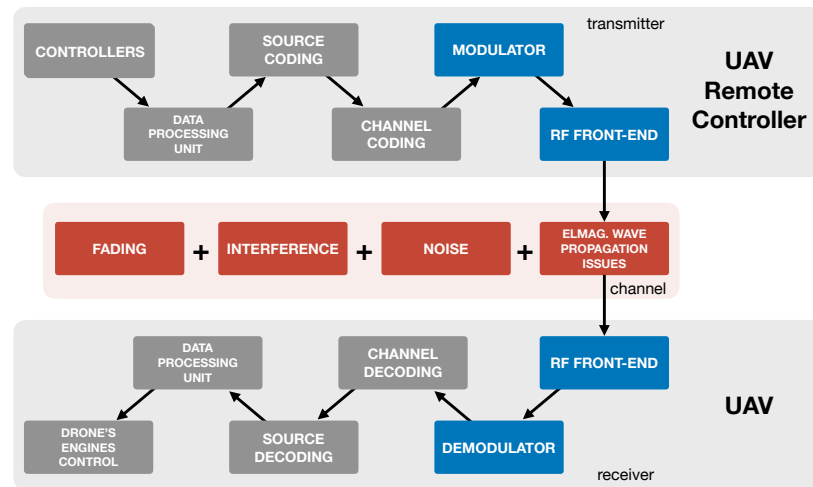 transmitter
CONTROLLERS
SOURCE
CODING
MODULATOR
UAV
Remote
Controller
DATA
PROCESSING
UNIT
CHANNEL
CODING
RF FRONT-END
FADING
+
INTERFERENCE
+
NOISE
+
ELMAG. WAVE
PROPAGATION
ISSUES
channel
DATA
PROCESSING
UNIT
CHANNEL
DECODING
RF FRONT-END
UAV
DRONE'S
ENGINES
CONTROL
SOURCE
DECODING
DEMODULATOR
receiver